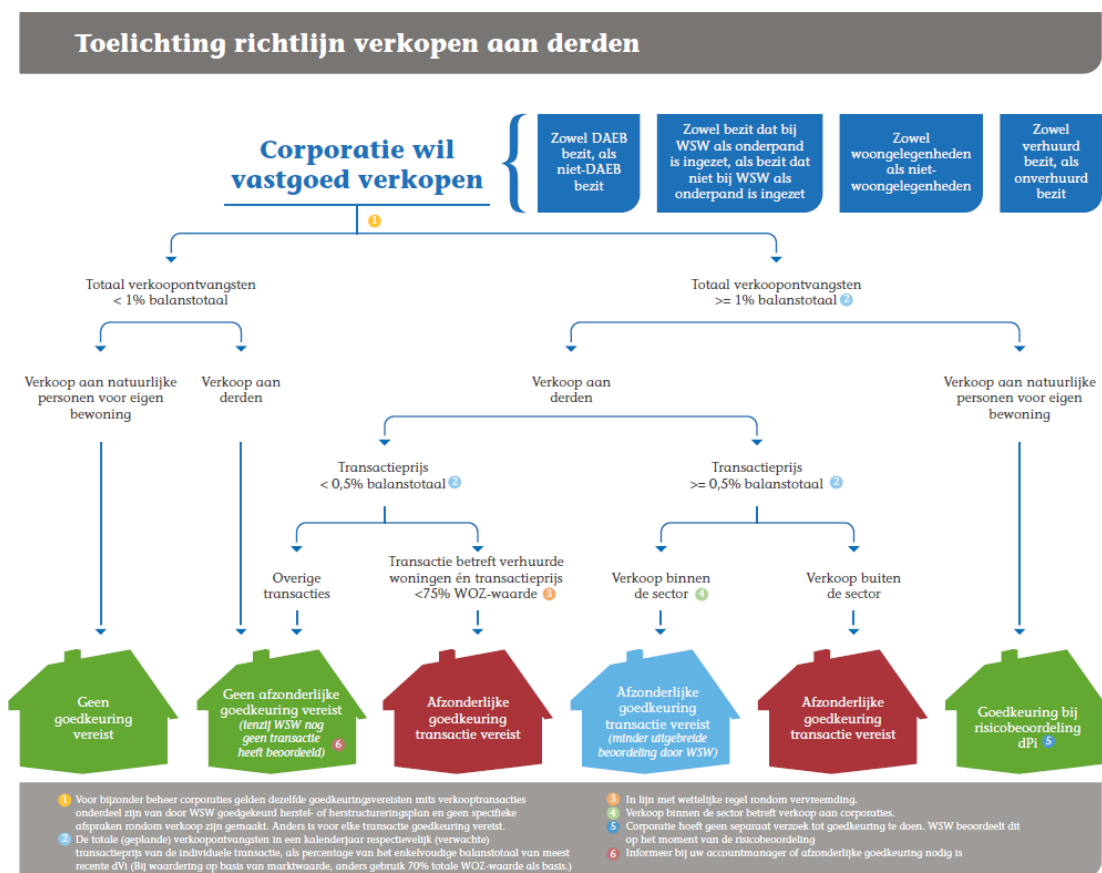 Toelichting richtlijn verkopen aan derden
Corporatie wil
vastgoed verkopen
1
Zowel DAEB
bezit, als
niet-DAEB
bezit
Zowel bezit dat bij
WSW als onderpand
is ingezet, als bezit dat
niet bij WSW als
onderpand is ingezet
Zowel
woongelegenheden
als niet-
woongelegenheden
Zowel
verhuurd
bezit, als
onverhuurd
bezit
Totaal verkoopontvangsten
< 1% balanstotaal
Totaal verkoopontvangsten
>= 1% balanstotaal 2
Verkoop aan natuurlijke
personen voor eigen
bewoning
Verkoop aan
derden
Verkoop aan
derden
Verkoop aan natuurlijke
personen voor eigen
bewoning
Transactieprijs
< 0,5% balanstotaal 2
Transactieprijs
>= 0,5% balanstotaal 2
Overige
transacties
Transactie betreft verhuurde
woningen én transactieprijs
<75% WOZ-waarde 3
Verkoop binnen
de sector 4
Verkoop buiten
de sector
Geen
goedkeuring
vereist
Geen afzonderlijke
goedkeuring vereist
(tenzij WSW nog
geen transactie
heeft beoordeeld) 6
Afzonderlijke
goedkeuring
transactie vereist
Afzonderlijke
goedkeuring
transactie vereist
(minder uitgebreide
beoordeling door WSW)
Afzonderlijke
goedkeuring
transactie vereist
Goedkeuring bij
risicobeoordeling
dPi 5
1 Voor bijzonder beheer corporaties gelden dezelfde goedkeuringsvereisten mits verkooptransacties
onderdeel zijn van door WSW goedgekurd herstel- of herstructureringsplan en geen specifieke
afspraken rondom verkoop zijn gemaakt. Anders is voor elke transactie goedkeuring vereist.
2 De totale (geplande) verkoopontvangsten in een kalenderjaar respectievelijk (verwachte)
transactieprijs van de individuele transactie, als percentage van het enkelvoudige balanstotaal van meest
recente dVi (Bij waardering op basis van marktwaarde, anders gebruik 70% totale WOZ-waarde als basis.)
3 In lijn met wettelijke regel rondom vervreemding.
4 Verkoop binnen de sector betreft verkoop aan corporaties.
5 Corporatie hoeft geen separaat verzoek tot goedkeuring te doen. WSW beoordeelt dit
op het moment van de risicobeoordeling
6 Informeer bij uw accountmanager of afzonderlijke goedkeuring nodig is